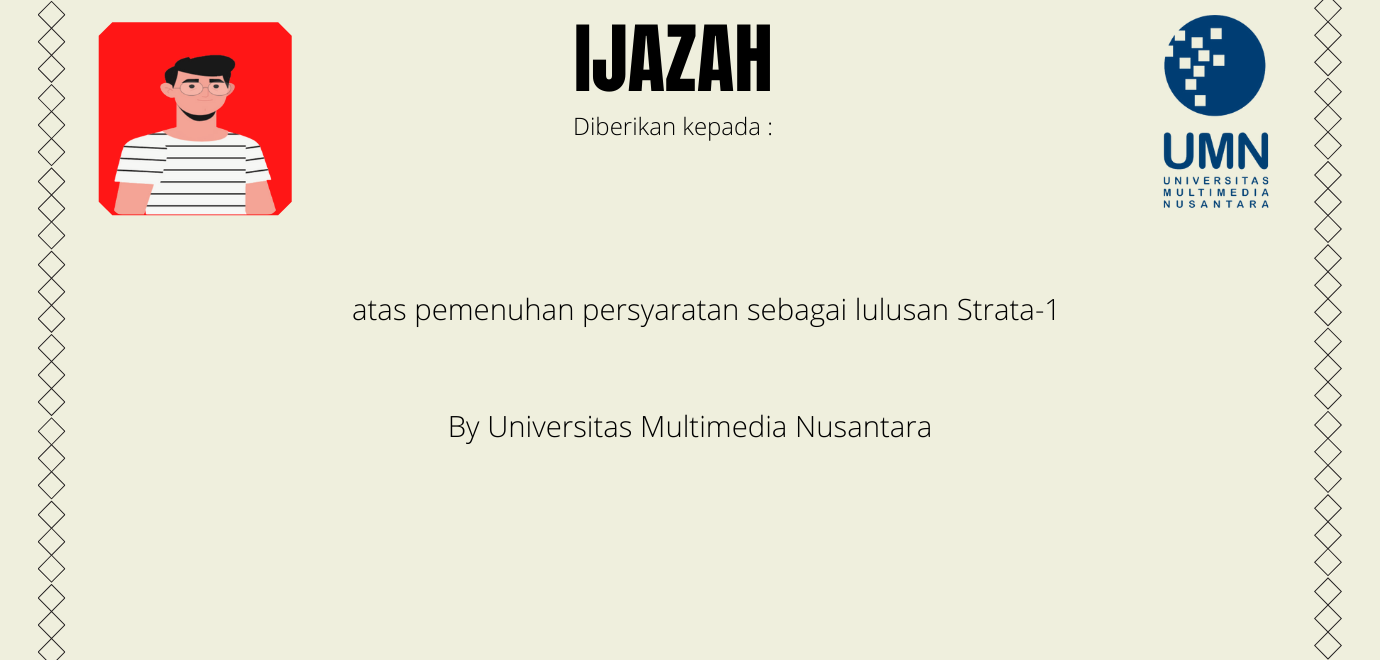 IJAZAH
Diberikan kepada :
UMN
UNIVERSITAS
MULTIMEDIA
NUSANTARA
atas pemenuhan persyaratan sebagai lulusan Strata-1
By Universitas Multimedia Nusantara